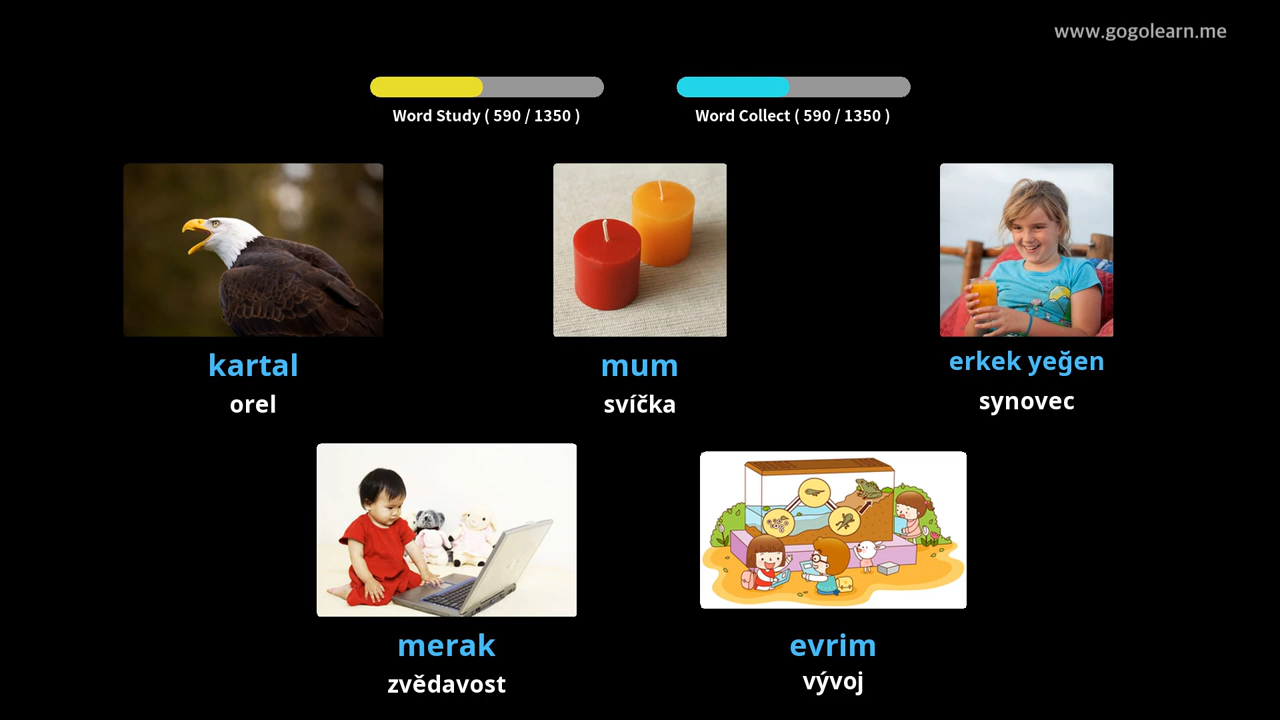 www.gogolearn.me
Word Study ( 590 / 1350 )
Word Collect ( 590 / 1350 )
kartal
orel
mum
svíčka
erkek yeğen
synovec
merak
zvědavost
evrim
vývoj